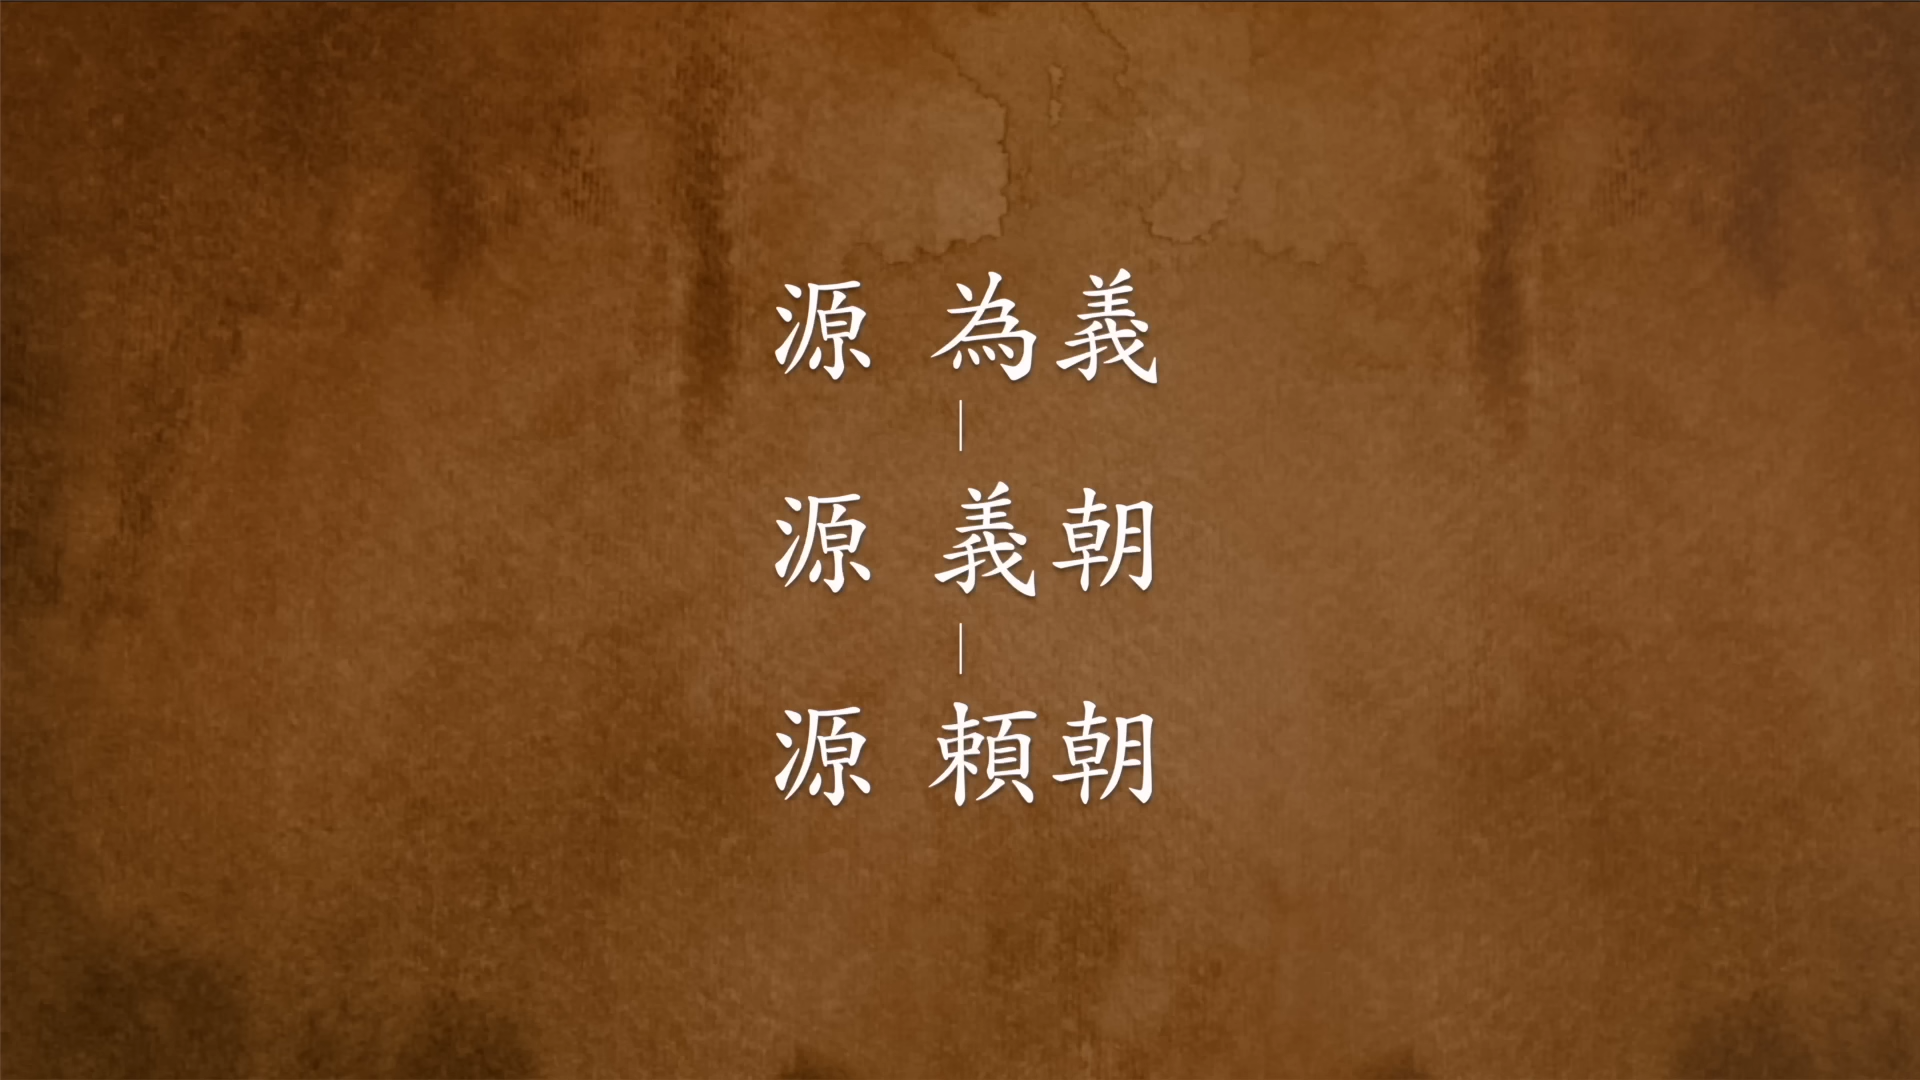 源 為義
源 義朝
源 頼朝